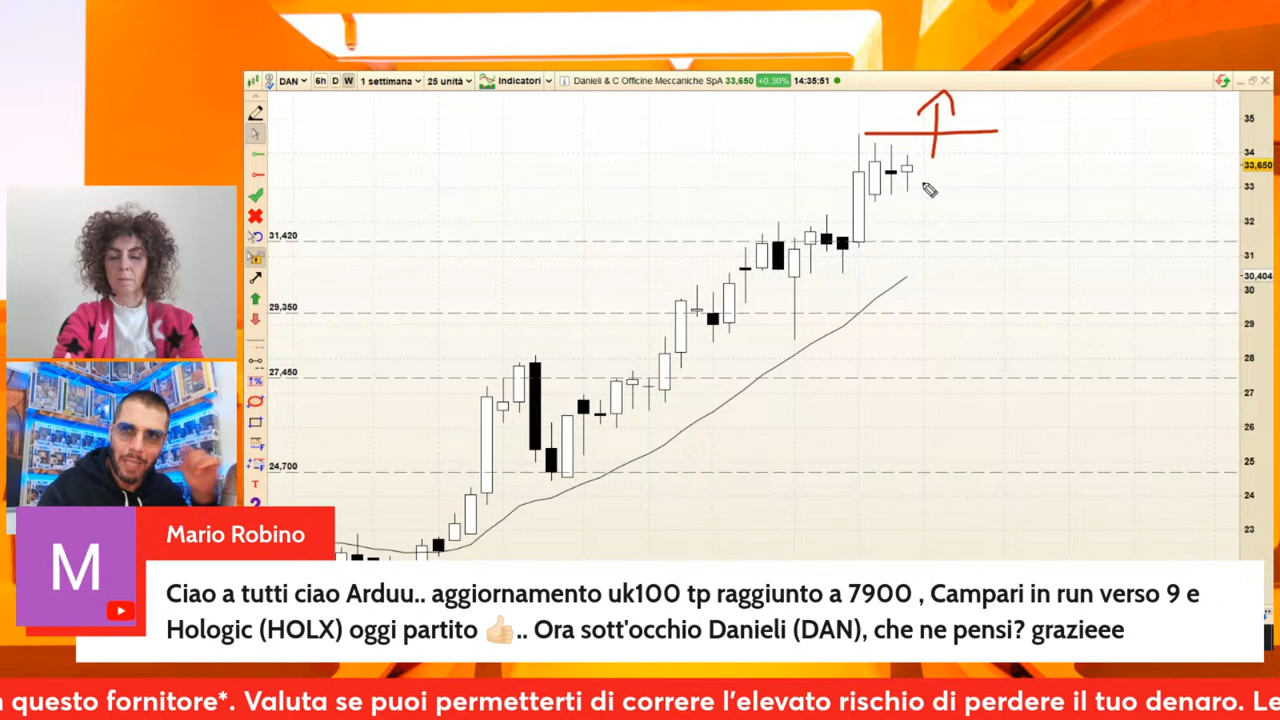 DAN
6h
D
W
1 settimana
25 unità
Indicatori
Danieli & C Officine Meccaniche SpA 33,650 +0,30% 14:35:51
35
34
33,650
33
32
31,420
31
30,404
30
29,350
29
28
27,450
27
26
25
24,700
24
23
M
Mario Robino
Ciao a tutti ciao Arduu.. aggiornamento uk100 tp raggiunto a 7900 , Campari in run verso 9 e
Hologic (HOLX) oggi partito 👍🏻.. Ora sott'occhio Danieli (DAN), che ne pensi? grazieee
n questo fornitore*. Valuta se puoi permetterti di correre l'elevato rischio di perdere il tuo denaro. Le